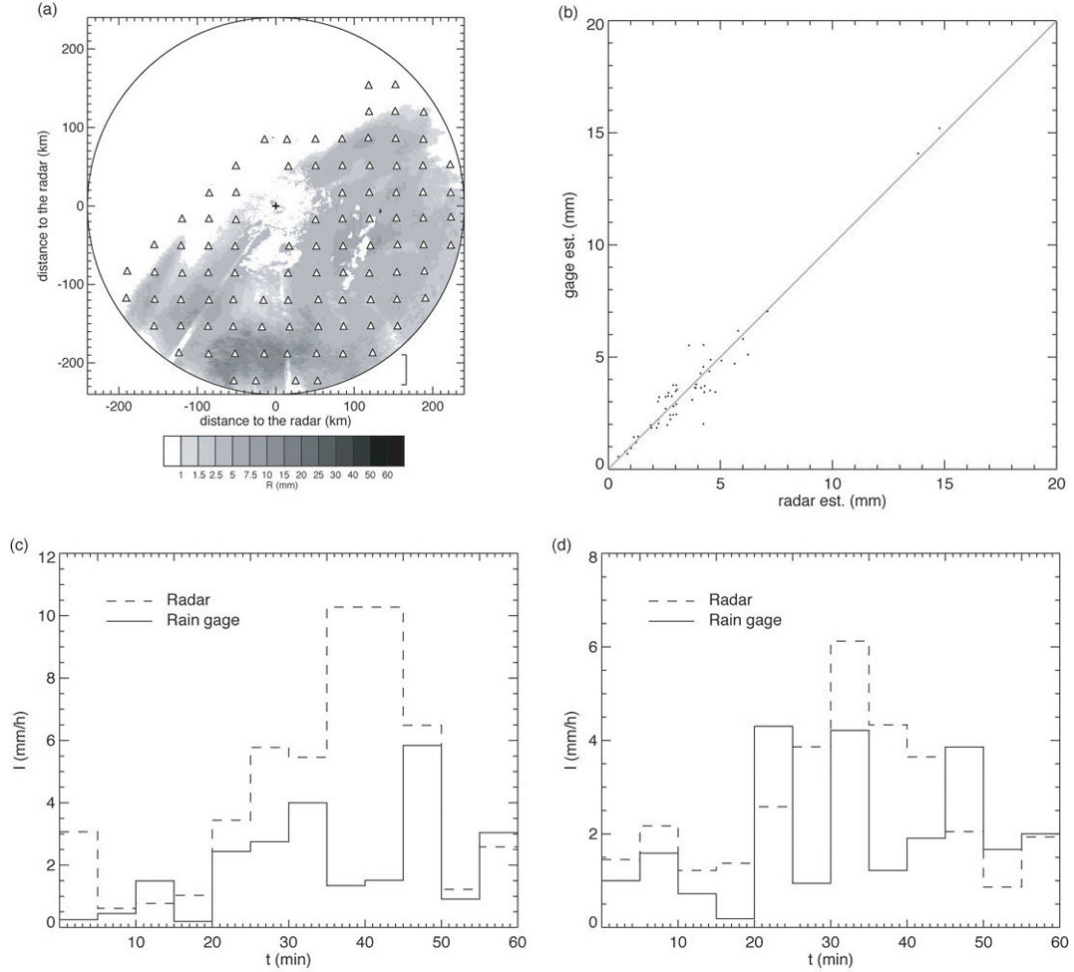 (a)
200
100
0
-100
-200
distance to the radar (km)
-200 -100 0 100 200
distance to the radar (km)
1 1.5 2.5 5 7.5 10 15 20 25 30 40 50 60
R (mm)
(b)
20
15
10
5
0
gage est. (mm)
0 5 10 15 20
radar est. (mm)
(c)
12
10
8
6
4
2
0
I (mm/h)
Radar
Rain gage
10 20 30 40 50 60
t (min)
(d)
8
6
4
2
0
I (mm/h)
Radar
Rain gage
10 20 30 40 50 60
t (min)